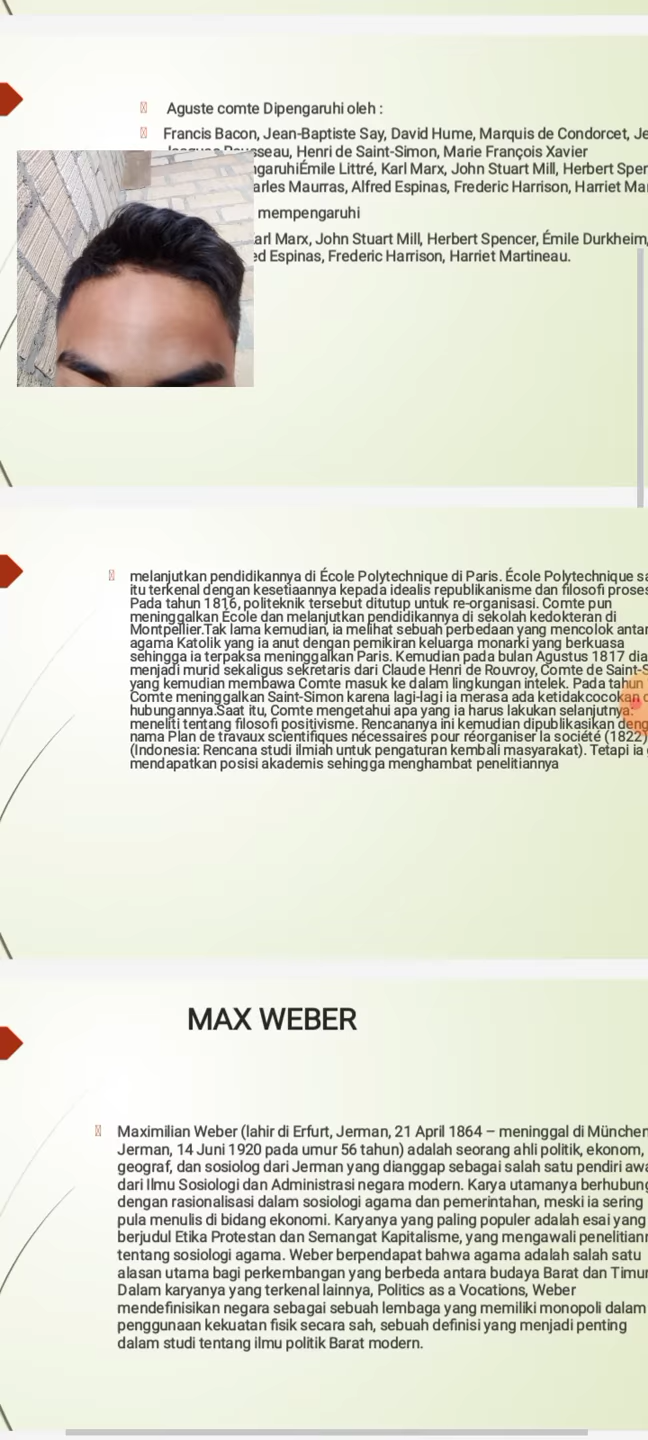 Aguste comte Dipengaruhi oleh :
Francis Bacon, Jean-Baptiste Say, David Hume, Marquis de Condorcet,
Henri de Saint-Simon, Marie François Xavier
Émile Littré, Karl Marx, John Stuart Mill, Herbert
Maurras, Alfred Espinas, Frederic Harrison, Harriet
mempengaruhi
Marx, John Stuart Mill, Herbert Spencer, Émile Durkheim,
Espinas, Frederic Harrison, Harriet Martineau.
melanjutkan pendidikannya di École Polytechnique di Paris. École Polytechnique
itu terkenal dengan kesetiaannya kepada idealis republikanisme dan filosofi
Pada tahun 1816, politeknik tersebut ditutup untuk re-organisasi. Comte pun
meninggalkan École dan melanjutkan pendidikannya di sekolah kedokteran di
Montpellier.Tak lama kemudian, ia melihat sebuah perbedaan yang mencolok
agama Katolik yang ia anut dengan pemikiran keluarga monarki yang berkuasa
sehingga ia terpaksa meninggalkan Paris. Kemudian pada bulan Agustus 1817
menjadi murid sekaligus sekretaris dari Claude Henri de Rouvroy, Comte de
yang kemudian membawa Comte masuk ke dalam lingkungan intelek. Pada tahun
Comte meninggalkan Saint-Simon karena lagi-lagi ia merasa ada ketidakcocokan
hubungannya.Saat itu, Comte mengetahui apa yang ia harus lakukan selanjutnya:
meneliti tentang filosofi positivisme. Rencananya ini kemudian dipublikasikan
nama Plan de travaux scientifiques nécessaires pour réorganiser la société (1822)
(Indonesia: Rencana studi ilmiah untuk pengaturan kembali masyarakat). Tetapi ia
mendapatkan posisi akademis sehingga menghambat penelitiannya
MAX WEBER
Maximilian Weber (lahir di Erfurt, Jerman, 21 April 1864 – meninggal di München
Jerman, 14 Juni 1920 pada umur 56 tahun) adalah seorang ahli politik, ekonom,
geograf, dan sosiolog dari Jerman yang dianggap sebagai salah satu pendiri
dari Ilmu Sosiologi dan Administrasi negara modern. Karya utamanya
dengan rasionalisasi dalam sosiologi agama dan pemerintahan, meski ia sering
pula menulis di bidang ekonomi. Karyanya yang paling populer adalah esai yang
berjudul Etika Protestan dan Semangat Kapitalisme, yang mengawali
tentang sosiologi agama. Weber berpendapat bahwa agama adalah salah satu
alasan utama bagi perkembangan yang berbeda antara budaya Barat dan Timur
Dalam karyanya yang terkenal lainnya, Politics as a Vocations, Weber
mendefinisikan negara sebagai sebuah lembaga yang memiliki monopoli dalam
penggunaan kekuatan fisik secara sah, sebuah definisi yang menjadi penting
dalam studi tentang ilmu politik Barat modern.